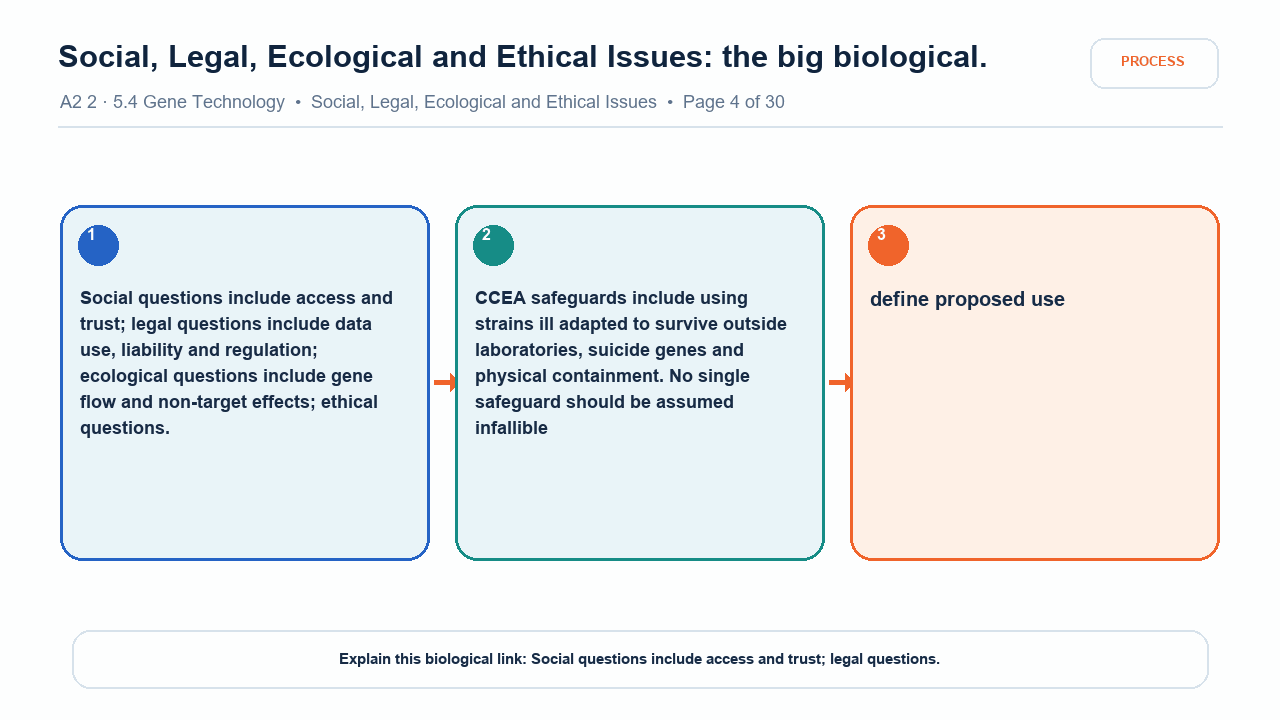 Social, Legal, Ecological and Ethical Issues: the big biological.
PROCESS
A2 2 · 5.4 Gene Technology • Social, Legal, Ecological and Ethical Issues • Page 4 of 30
1
Social questions include access and
trust; legal questions include data
use, liability and regulation;
ecological questions include gene
flow and non-target effects; ethical
questions.
2
CCEA safeguards include using
strains ill adapted to survive outside
laboratories, suicide genes and
physical containment. No single
safeguard should be assumed
infallible
3
define proposed use
Explain this biological link: Social questions include access and trust; legal questions.